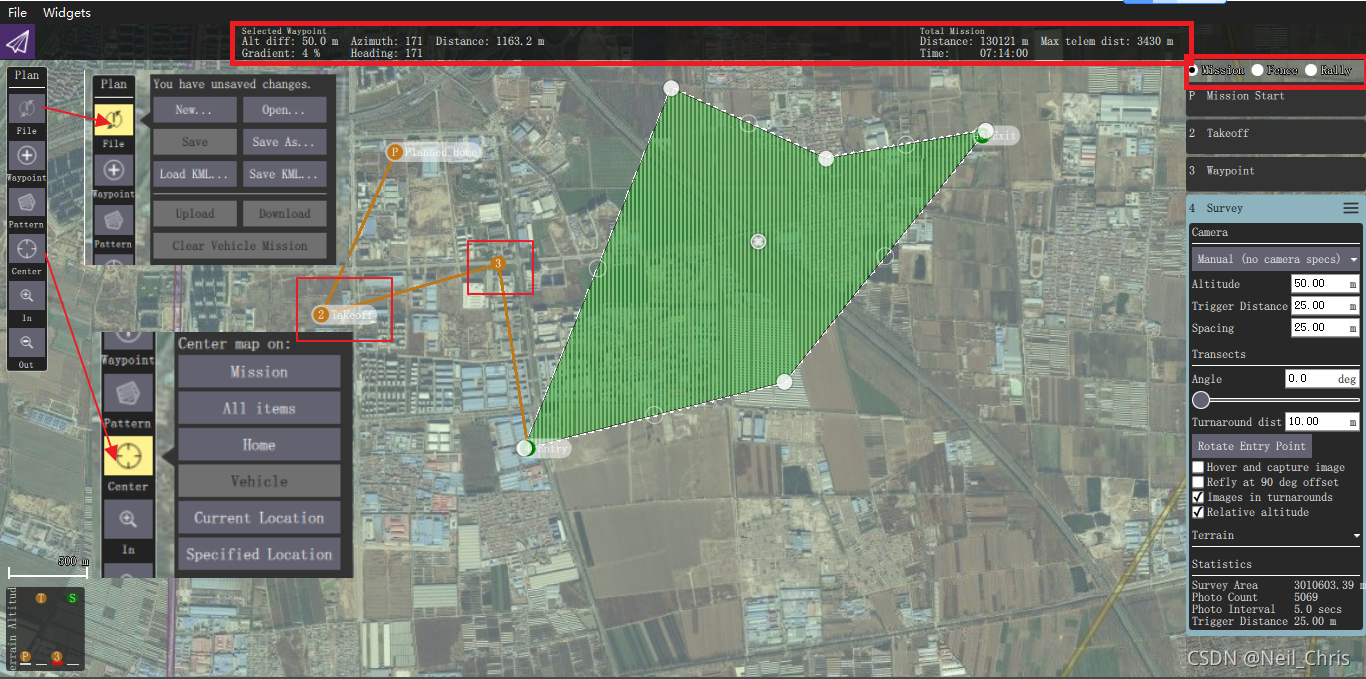 File Widgets
Selected Waypoint
Alt diff: 50.0 m Azimuth: 171 Distance: 1163.2 m
Gradient: 4 % Heading: 171
Total Mission
Distance: 130121 m Max telem dist: 3430 m
Time: 07:14:00
Mission Fence Rally
Plan
File
Waypoint
Pattern
Center
In
Out
Plan
File
Waypoint
Pattern
You have unsaved changes.
New... Open...
Save Save As...
Load KML... Save KML...
Upload Download
Clear Vehicle Mission
Waypoint
Pattern
Center
In
Center map on:
Mission
All items
Home
Vehicle
Current Location
Specified Location
P Planned Home
2 Takeoff
3
Entry
Exit
500 m
Terrain Altitud
T S
P 3
P Mission Start
2 Takeoff
3 Waypoint
4 Survey
Camera
Manual (no camera specs)
Altitude 50.00 m
Trigger Distance 25.00 m
Spacing 25.00 m
Transects
Angle 0.0 deg
Turnaround dist 10.00 m
Rotate Entry Point
Hover and capture image
Refly at 90 deg offset
Images in turnarounds
Relative altitude
Terrain
Statistics
Survey Area 3010603.39 m
Photo Count 5069
Photo Interval 5.0 secs
Trigger Distance 25.00 m
CSDN @Neil_Chris